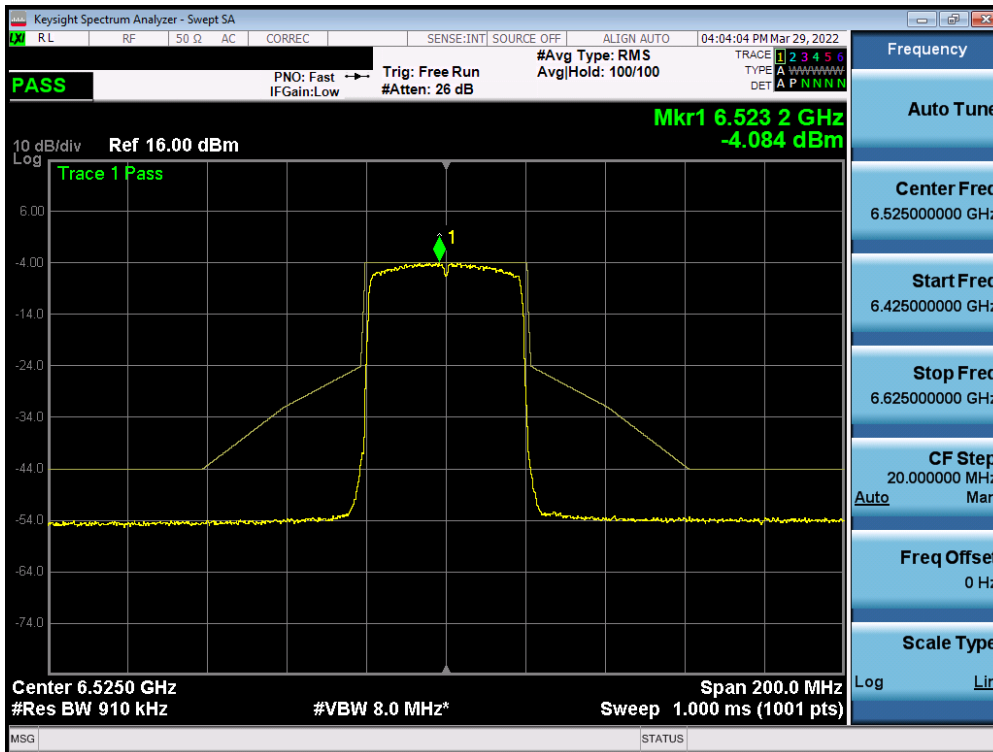 Keysight Spectrum Analyzer - Swept SA
LXI RL RF 50 Ω AC CORREC SENSE:INT SOURCE OFF ALIGN AUTO 04:04:04 PM Mar 29, 2022
PASS
PNO: Fast
IFGain:Low
Trig: Free Run
#Atten: 26 dB
#Avg Type: RMS
Avg|Hold: 100/100
TRACE 1 2 3 4 5 6
TYPE A WWWWW
DET A P N N N N
Mkr1 6.523 2 GHz
-4.084 dBm
10 dB/div Ref 16.00 dBm
Log
Trace 1 Pass
1
6.00
-4.00
-14.0
-24.0
-34.0
-44.0
-54.0
-64.0
-74.0
Center 6.5250 GHz Span 200.0 MHz
#Res BW 910 kHz #VBW 8.0 MHz* Sweep 1.000 ms (1001 pts)
MSG STATUS
Frequency
Auto Tune
Center Freq
6.525000000 GHz
Start Freq
6.425000000 GHz
Stop Freq
6.625000000 GHz
CF Step
20.000000 MHz
Auto Man
Freq Offset
0 Hz
Scale Type
Log Lin